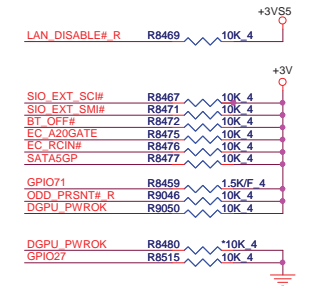 +3VS5
LAN_DISABLE#_R R8469 10K_4
+3V
SIO_EXT_SCI# R8467 10K_4
SIO_EXT_SMI# R8471 10K_4
BT_OFF# R8472 10K_4
EC_A20GATE R8475 10K_4
EC_RCIN# R8476 10K_4
SATA5GP R8477 10K_4
GPIO71 R8459 1.5K/F_4
ODD_PRSNT#_R R9046 10K_4
DGPU_PWROK R9050 10K_4
DGPU_PWROK R8480 *10K_4
GPIO27 R8515 10K_4